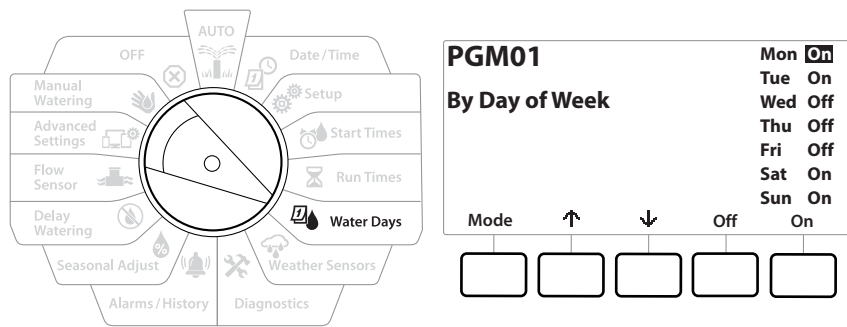 AUTO
OFF
Date/Time
Manual
Watering
Setup
Advanced
Settings
Start Times
Flow
Sensor
Run Times
Delay
Watering
Water Days
Seasonal Adjust
Weather Sensors
Alarms/History
Diagnostics
PGM01
By Day of Week
Mon On
Tue On
Wed Off
Thu Off
Fri Off
Sat On
Sun On
Mode ↑ ↓ Off On